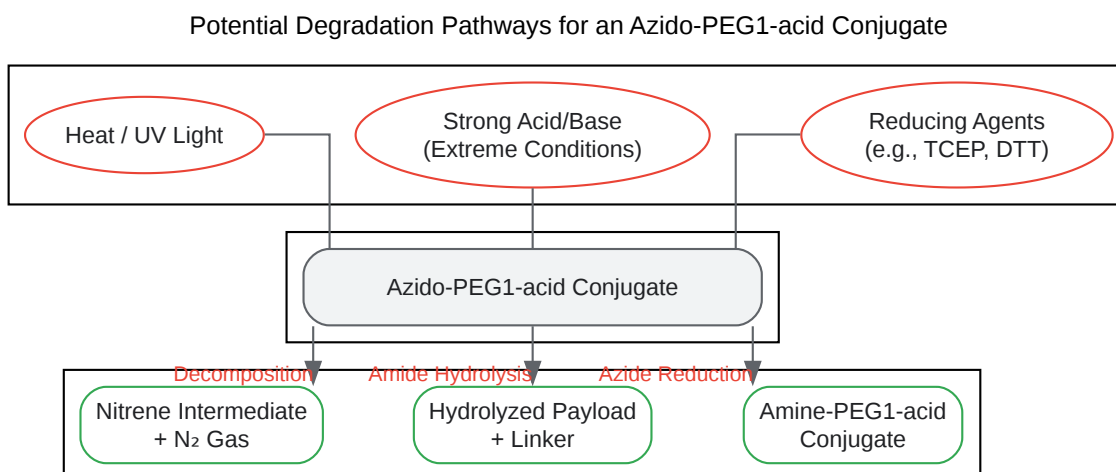 Potential Degradation Pathways for an Azido-PEG1-acid Conjugate
Heat / UV Light
Strong Acid/Base
(Extreme Conditions)
Reducing Agents
(e.g., TCEP, DTT)
Azido-PEG1-acid Conjugate
Decomposition
Amide Hydrolysis
Azide Reduction
Nitrene Intermediate
+ N₂ Gas
Hydrolyzed Payload
+ Linker
Amine-PEG1-acid
Conjugate